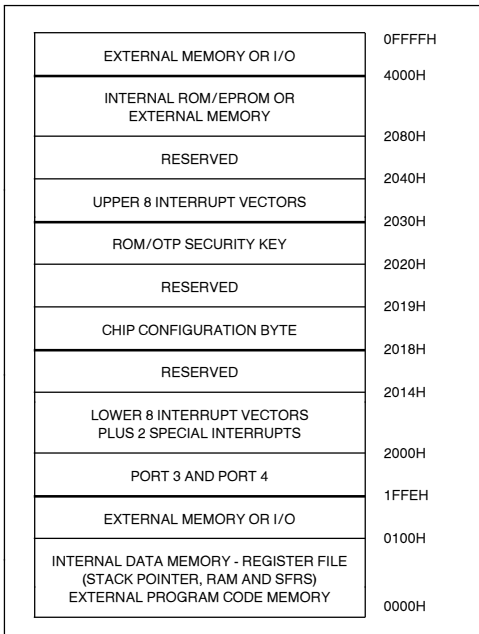 0FFFFH
EXTERNAL MEMORY OR I/O
4000H
INTERNAL ROM/EPROM OR
EXTERNAL MEMORY
2080H
RESERVED
2040H
UPPER 8 INTERRUPT VECTORS
2030H
ROM/OTP SECURITY KEY
2020H
RESERVED
2019H
CHIP CONFIGURATION BYTE
2018H
RESERVED
2014H
LOWER 8 INTERRUPT VECTORS
PLUS 2 SPECIAL INTERRUPTS
2000H
PORT 3 AND PORT 4
1FFEH
EXTERNAL MEMORY OR I/O
0100H
INTERNAL DATA MEMORY - REGISTER FILE
(STACK POINTER, RAM AND SFRS)
EXTERNAL PROGRAM CODE MEMORY
0000H